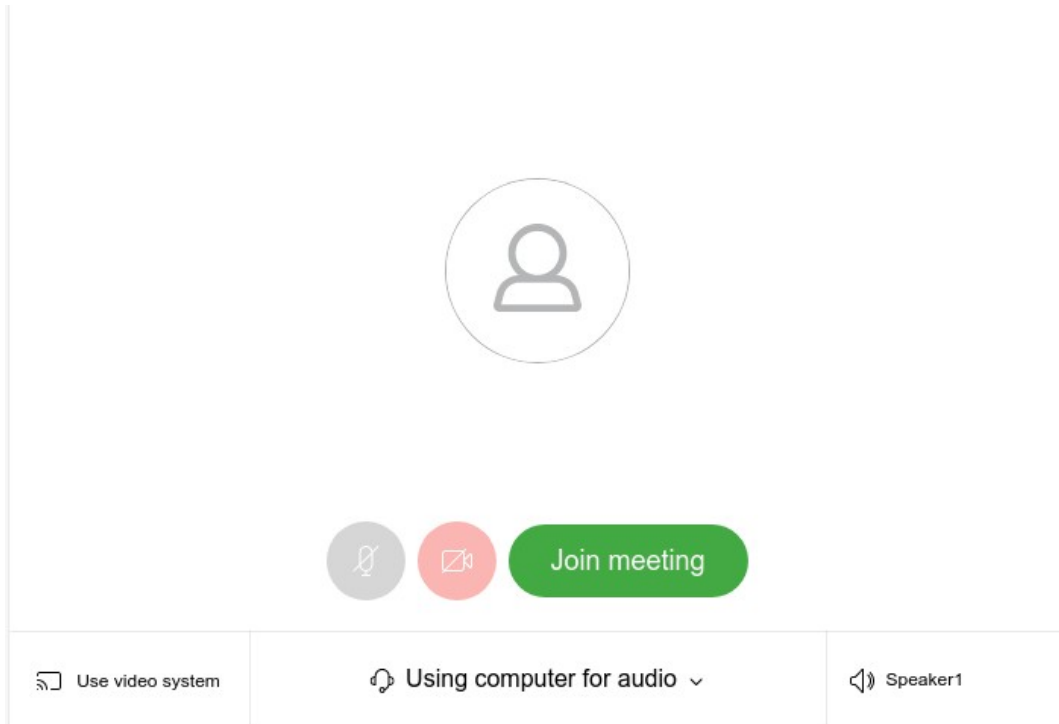 Join meeting
Use video system
Using computer for audio
Speaker1